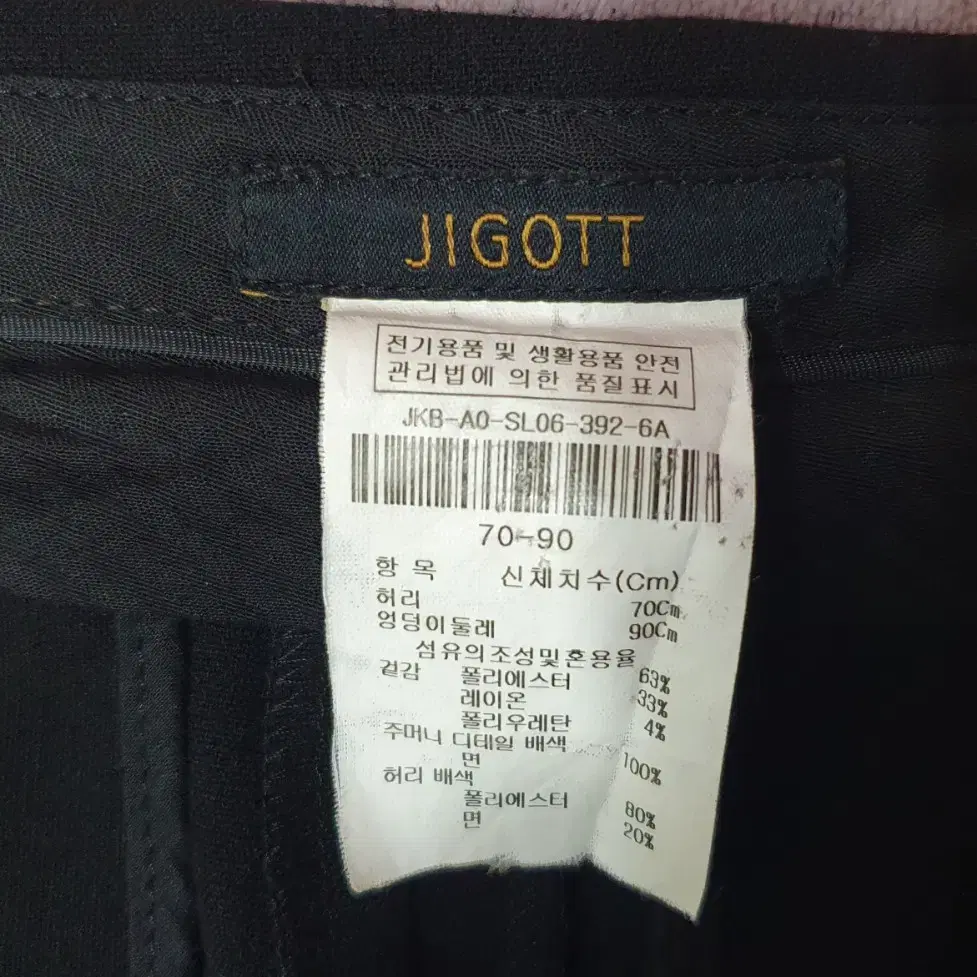 JIGOTT
전기용품 및 생활용품 안전
관리법에 의한 품질표시
JKB-A0-SL06-392-6A
70-90
항 목 신체치수(Cm)
허리 70Cm
엉덩이둘레 90Cm
섬유의조성및혼용율
겉감 폴리에스터 63%
레이온 33%
폴리우레탄 4%
주머니 디테일 배색
면 100%
허리 배색
폴리에스터 80%
면 20%